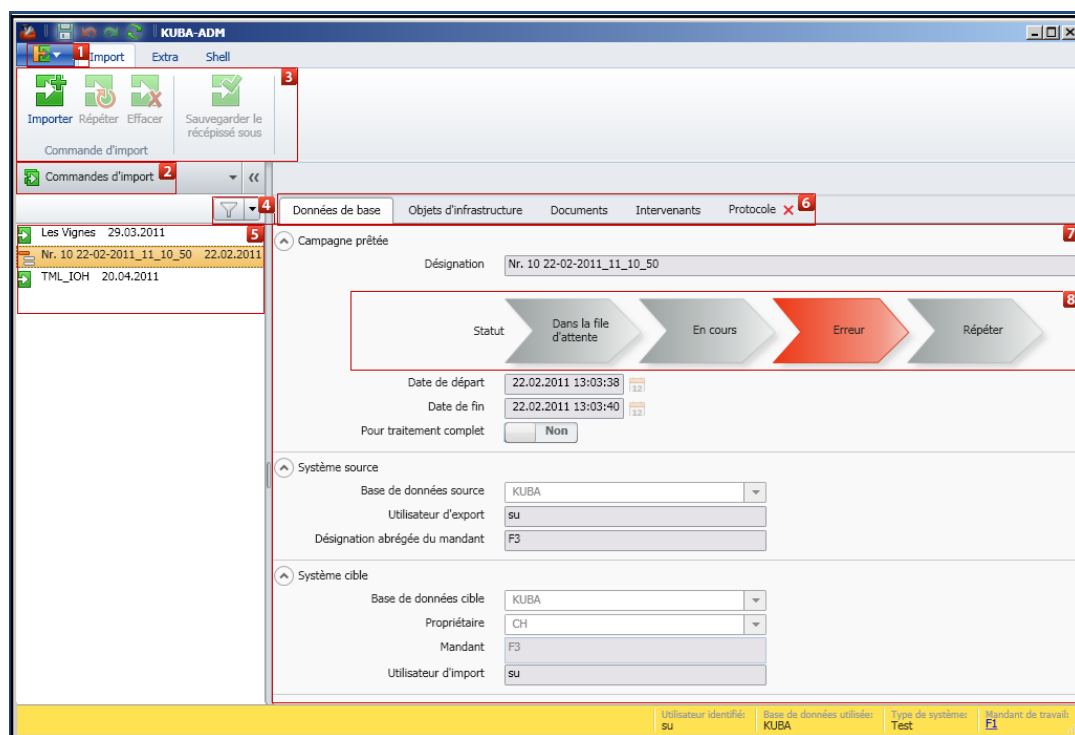 KUBA-ADM
1
Import Extra Shell
3
Importer Répéter Effacer
Sauvegarder le
récépissé sous
Commande d'import
Commandes d'import 2
4
Données de base Objets d'infrastructure Documents Intervenants Protocole 6
Les Vignes 29.03.2011
5
Nr. 10 22-02-2011_11_10_50 22.02.2011
TML_IOH 20.04.2011
Campagne prêtée
7
Désignation Nr. 10 22-02-2011_11_10_50
8
Statut
Dans la file
d'attente
En cours
Erreur
Répéter
Date de départ 22.02.2011 13:03:38 12
Date de fin 22.02.2011 13:03:40 12
Pour traitement complet Non
Système source
Base de données source KUBA
Utilisateur d'export su
Désignation abrégée du mandant F3
Système cible
Base de données cible KUBA
Propriétaire CH
Mandant F3
Utilisateur d'import su
Utilisateur identifié: Base de données utilisée: Type de système: Mandant de travail:
su KUBA Test F1